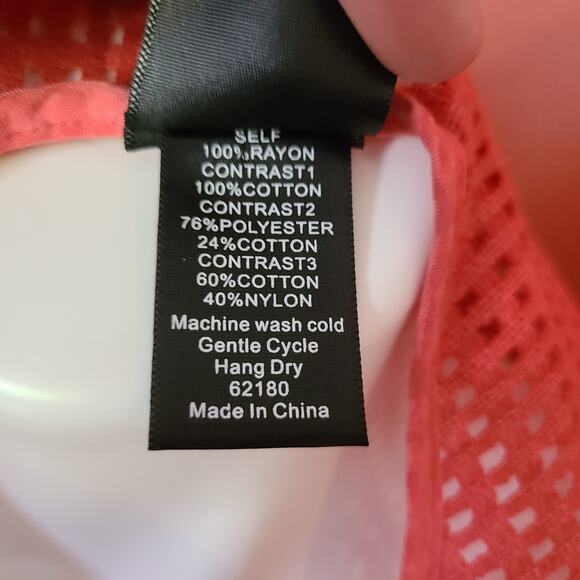 SELF
100%RAYON
CONTRAST1
100%COTTON
CONTRAST2
76%POLYESTER
24%COTTON
CONTRAST3
60%COTTON
40%NYLON
Machine wash cold
Gentle Cycle
Hang Dry
62180
Made In China